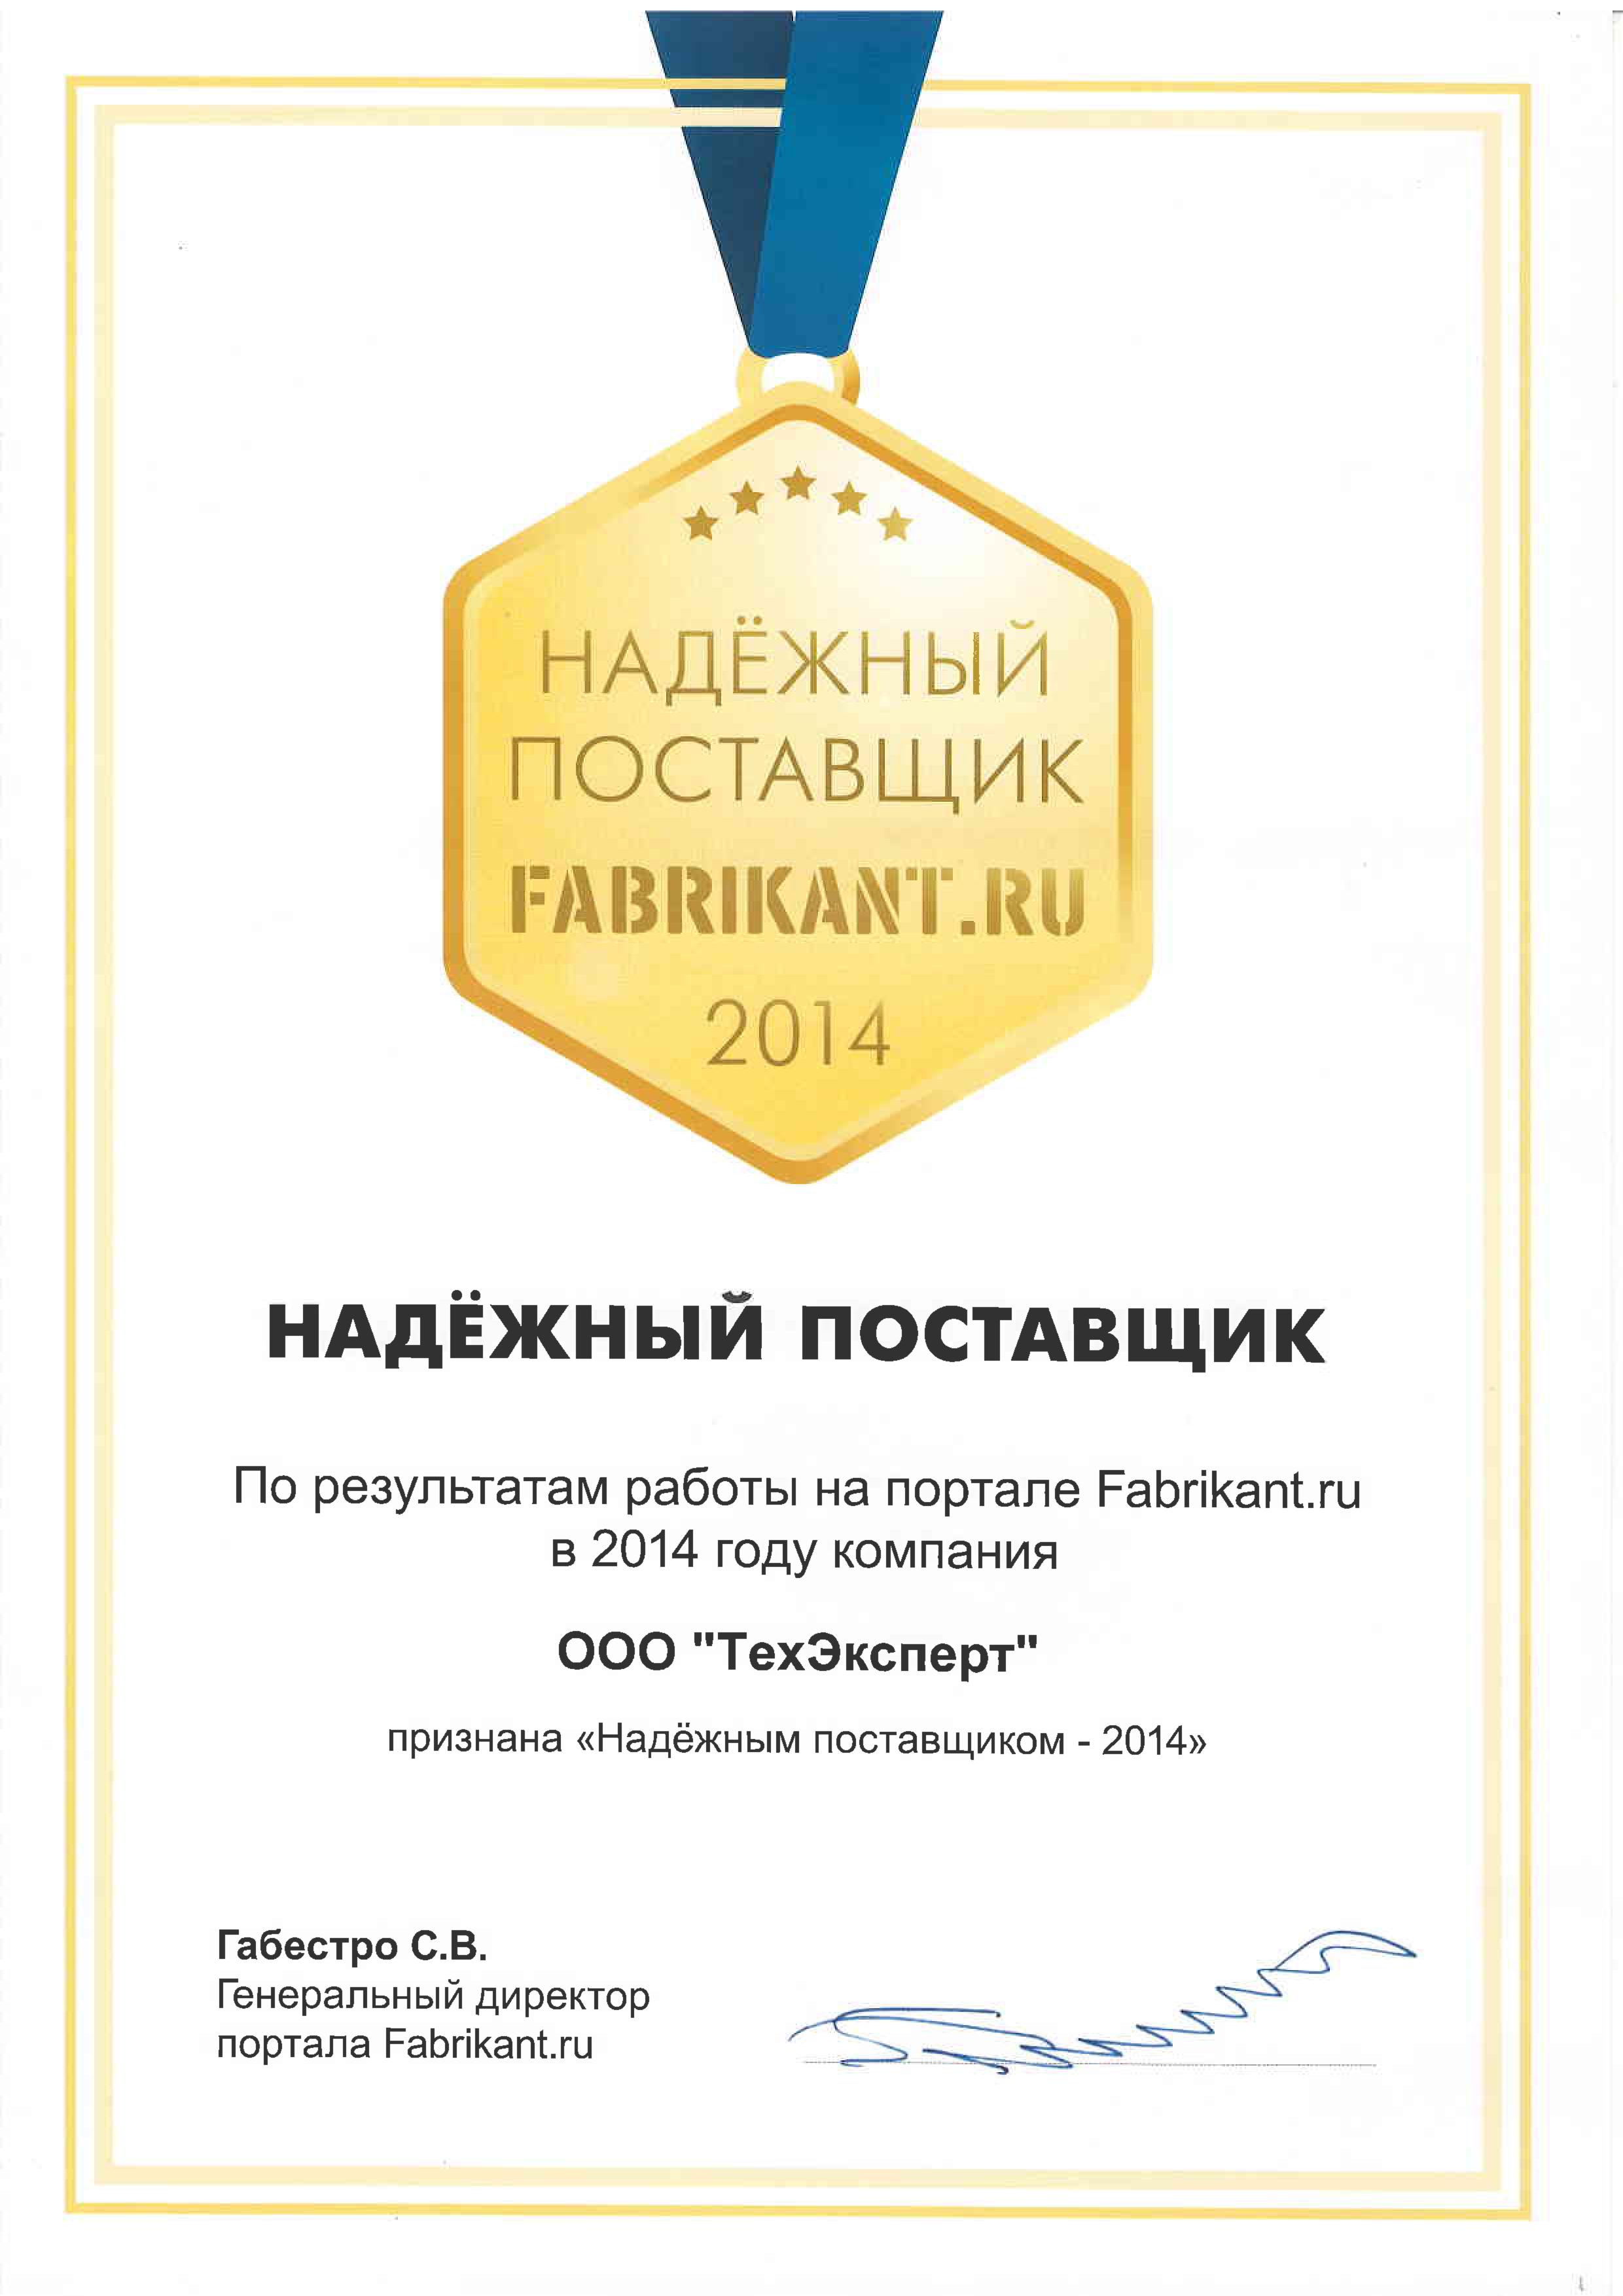 НАДЁЖНЫЙ
ПОСТАВЩИК
FABRIKANT.RU
2014
НАДЁЖНЫЙ ПОСТАВЩИК
По результатам работы на портале Fabrikant.ru
в 2014 году компания
ООО "ТехЭксперт"
признана «Надёжным поставщиком - 2014»
Габестро С.В.
Генеральный директор
портала Fabrikant.ru